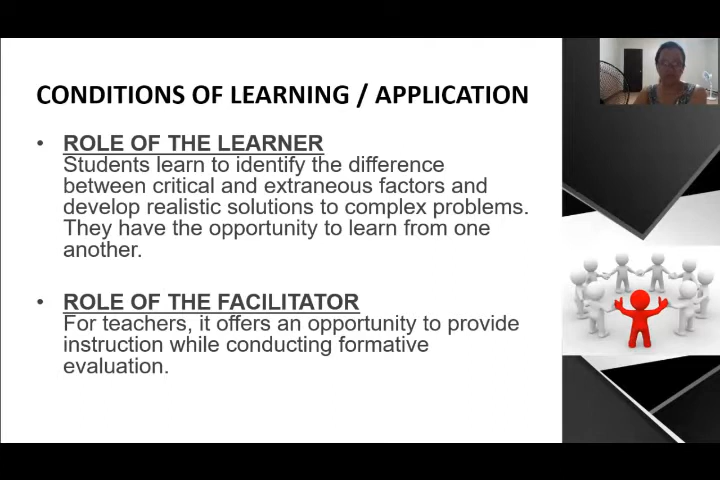 CONDITIONS OF LEARNING / APPLICATION
• ROLE OF THE LEARNER
Students learn to identify the difference
between critical and extraneous factors and
develop realistic solutions to complex problems.
They have the opportunity to learn from one
another.
• ROLE OF THE FACILITATOR
For teachers, it offers an opportunity to provide
instruction while conducting formative
evaluation.